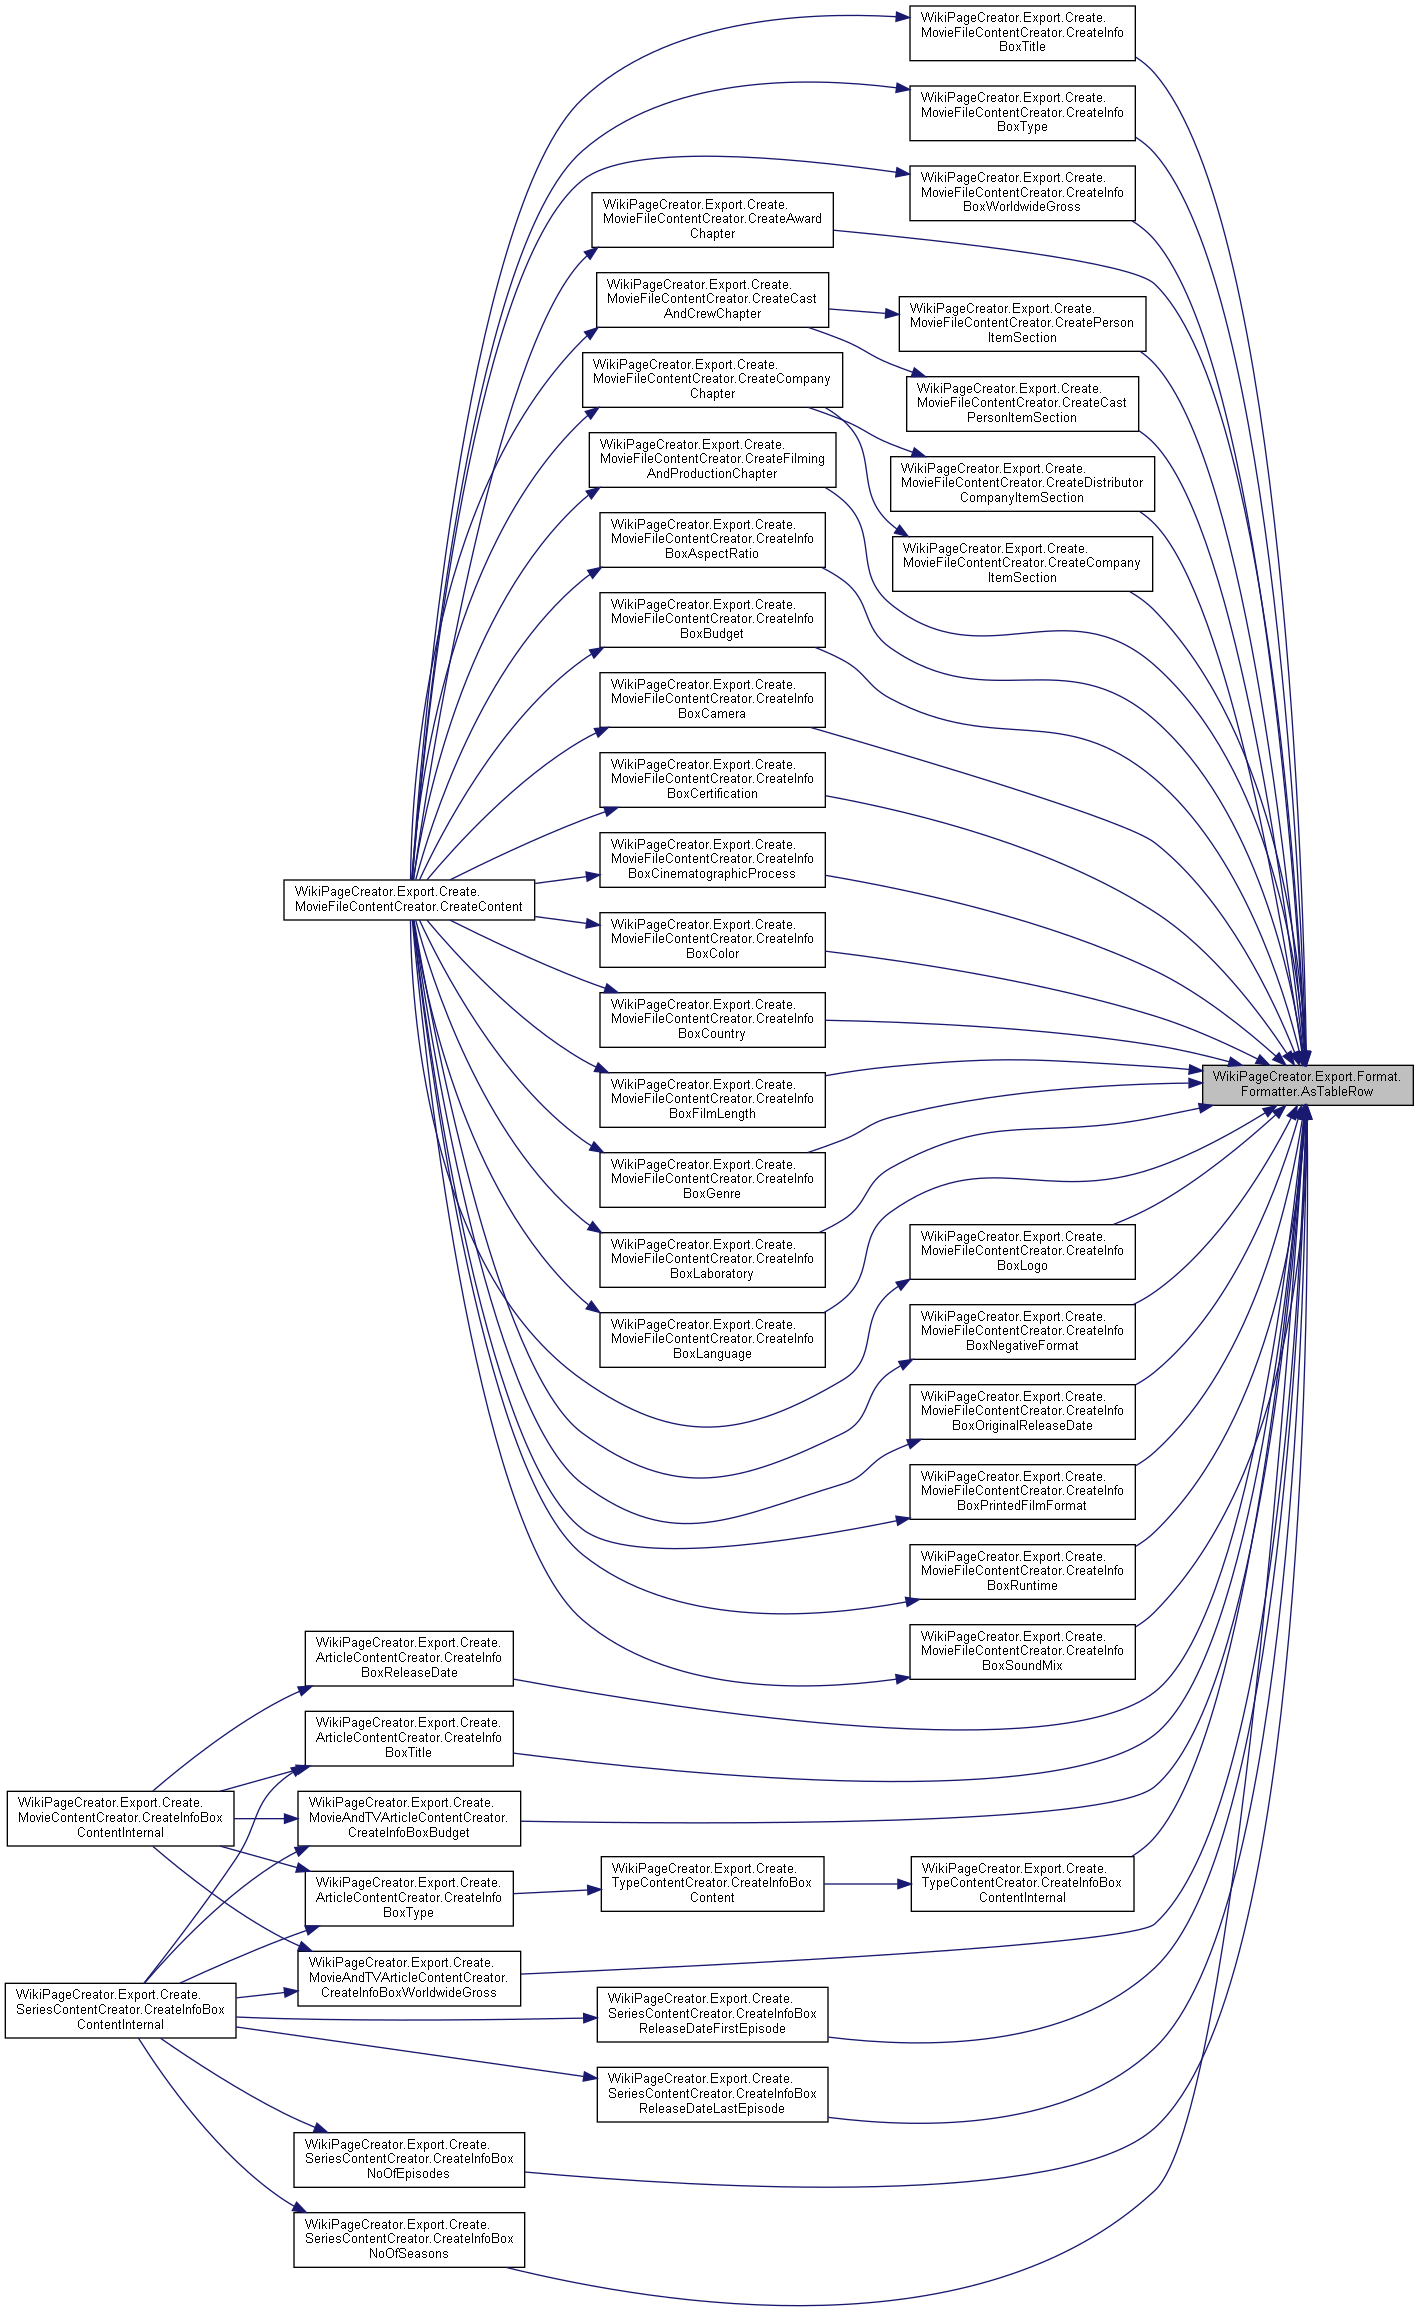 WikiPageCreator.Export.Create.
MovieFileContentCreator.CreateInfo
BoxTitle
WikiPageCreator.Export.Create.
MovieFileContentCreator.CreateInfo
BoxType
WikiPageCreator.Export.Create.
MovieFileContentCreator.CreateInfo
BoxWorldwideGross
WikiPageCreator.Export.Create.
MovieFileContentCreator.CreateAward
Chapter
WikiPageCreator.Export.Create.
MovieFileContentCreator.CreateCast
AndCrewChapter
WikiPageCreator.Export.Create.
MovieFileContentCreator.CreatePerson
ItemSection
WikiPageCreator.Export.Create.
MovieFileContentCreator.CreateCompany
Chapter
WikiPageCreator.Export.Create.
MovieFileContentCreator.CreateCast
PersonItemSection
WikiPageCreator.Export.Create.
MovieFileContentCreator.CreateFilming
AndProductionChapter
WikiPageCreator.Export.Create.
MovieFileContentCreator.CreateDistributor
CompanyItemSection
WikiPageCreator.Export.Create.
MovieFileContentCreator.CreateInfo
BoxAspectRatio
WikiPageCreator.Export.Create.
MovieFileContentCreator.CreateCompany
ItemSection
WikiPageCreator.Export.Create.
MovieFileContentCreator.CreateInfo
BoxBudget
WikiPageCreator.Export.Create.
MovieFileContentCreator.CreateInfo
BoxCamera
WikiPageCreator.Export.Create.
MovieFileContentCreator.CreateInfo
BoxCertification
WikiPageCreator.Export.Create.
MovieFileContentCreator.CreateInfo
BoxCinematographicProcess
WikiPageCreator.Export.Create.
MovieFileContentCreator.CreateContent
WikiPageCreator.Export.Create.
MovieFileContentCreator.CreateInfo
BoxColor
WikiPageCreator.Export.Create.
MovieFileContentCreator.CreateInfo
BoxCountry
WikiPageCreator.Export.Format.
Formatter.AsTableRow
WikiPageCreator.Export.Create.
MovieFileContentCreator.CreateInfo
BoxFilmLength
WikiPageCreator.Export.Create.
MovieFileContentCreator.CreateInfo
BoxGenre
WikiPageCreator.Export.Create.
MovieFileContentCreator.CreateInfo
BoxLaboratory
WikiPageCreator.Export.Create.
MovieFileContentCreator.CreateInfo
BoxLogo
WikiPageCreator.Export.Create.
MovieFileContentCreator.CreateInfo
BoxLanguage
WikiPageCreator.Export.Create.
MovieFileContentCreator.CreateInfo
BoxNegativeFormat
WikiPageCreator.Export.Create.
MovieFileContentCreator.CreateInfo
BoxOriginalReleaseDate
WikiPageCreator.Export.Create.
MovieFileContentCreator.CreateInfo
BoxPrintedFilmFormat
WikiPageCreator.Export.Create.
MovieFileContentCreator.CreateInfo
BoxRuntime
WikiPageCreator.Export.Create.
MovieFileContentCreator.CreateInfo
BoxSoundMix
WikiPageCreator.Export.Create.
ArticleContentCreator.CreateInfo
BoxReleaseDate
WikiPageCreator.Export.Create.
ArticleContentCreator.CreateInfo
BoxTitle
WikiPageCreator.Export.Create.
MovieContentCreator.CreateInfoBox
ContentInternal
WikiPageCreator.Export.Create.
MovieAndTVArticleContentCreator.
CreateInfoBoxBudget
WikiPageCreator.Export.Create.
ArticleContentCreator.CreateInfo
BoxType
WikiPageCreator.Export.Create.
TypeContentCreator.CreateInfoBox
Content
WikiPageCreator.Export.Create.
TypeContentCreator.CreateInfoBox
ContentInternal
WikiPageCreator.Export.Create.
MovieAndTVArticleContentCreator.
CreateInfoBoxWorldwideGross
WikiPageCreator.Export.Create.
SeriesContentCreator.CreateInfoBox
ContentInternal
WikiPageCreator.Export.Create.
SeriesContentCreator.CreateInfoBox
ReleaseDateFirstEpisode
WikiPageCreator.Export.Create.
SeriesContentCreator.CreateInfoBox
ReleaseDateLastEpisode
WikiPageCreator.Export.Create.
SeriesContentCreator.CreateInfoBox
NoOfEpisodes
WikiPageCreator.Export.Create.
SeriesContentCreator.CreateInfoBox
NoOfSeasons